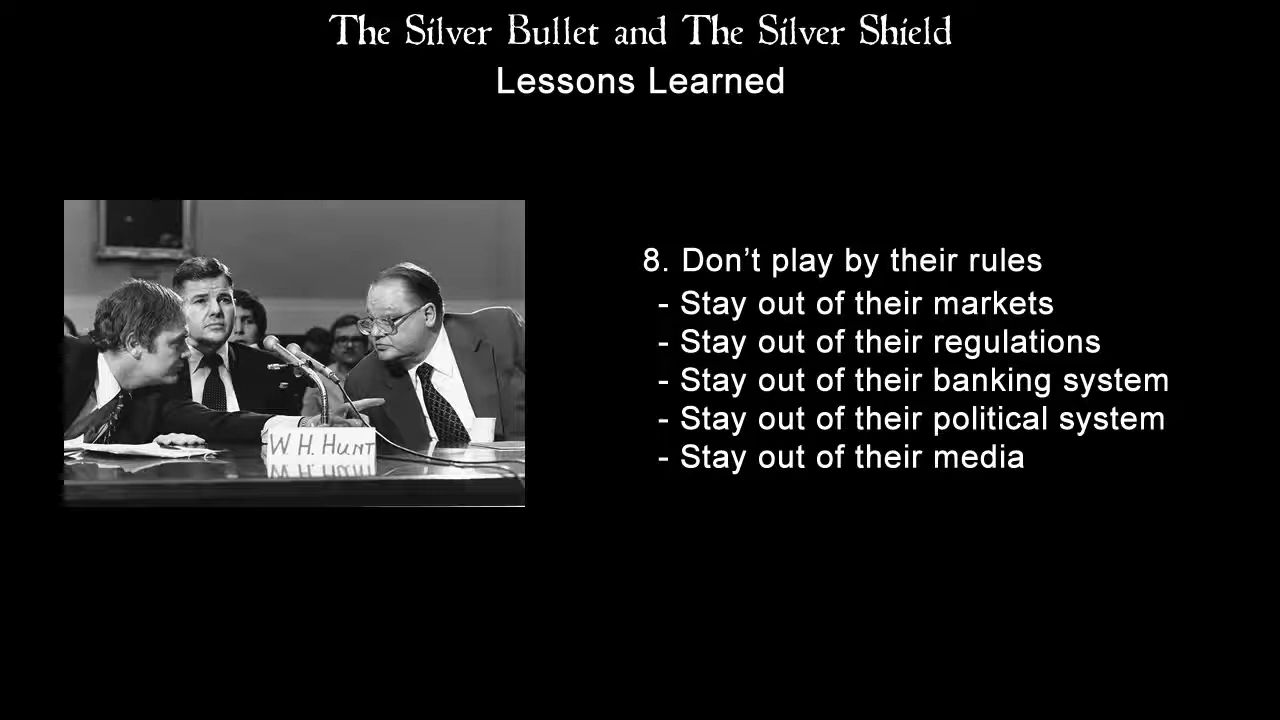 The Silver Bullet and The Silver Shield
Lessons Learned
W. H. HUNT
8. Don’t play by their rules
- Stay out of their markets
- Stay out of their regulations
- Stay out of their banking system
- Stay out of their political system
- Stay out of their media